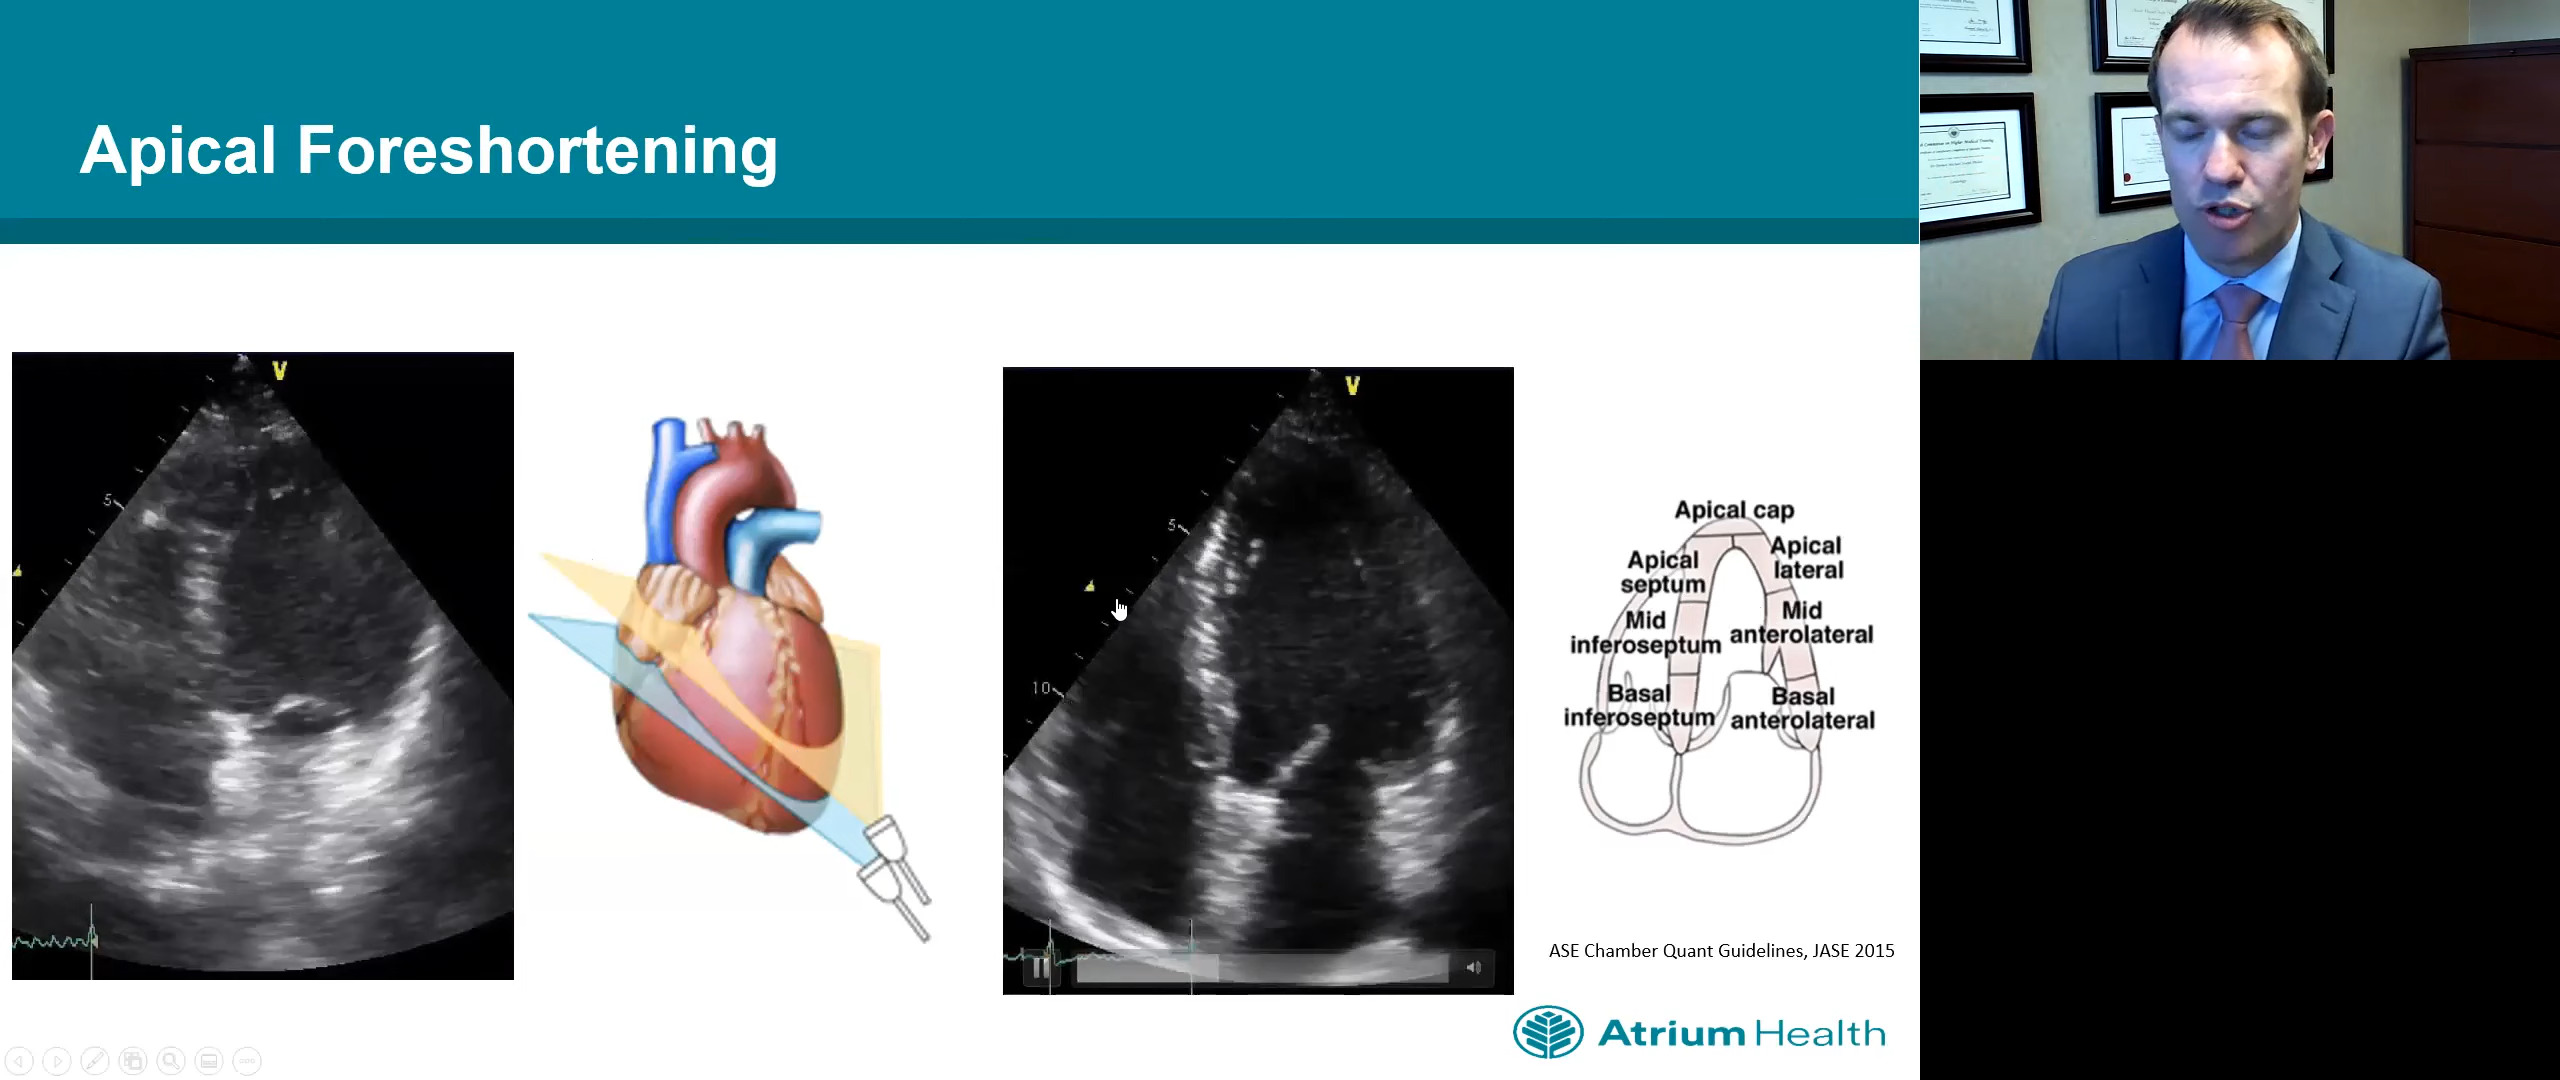 Apical Foreshortening
V
5
V
5
10
Apical cap
Apical
septum
Apical
lateral
Mid
inferoseptum
Mid
anterolateral
Basal
inferoseptum
Basal
anterolateral
ASE Chamber Quant Guidelines, JASE 2015
Atrium Health